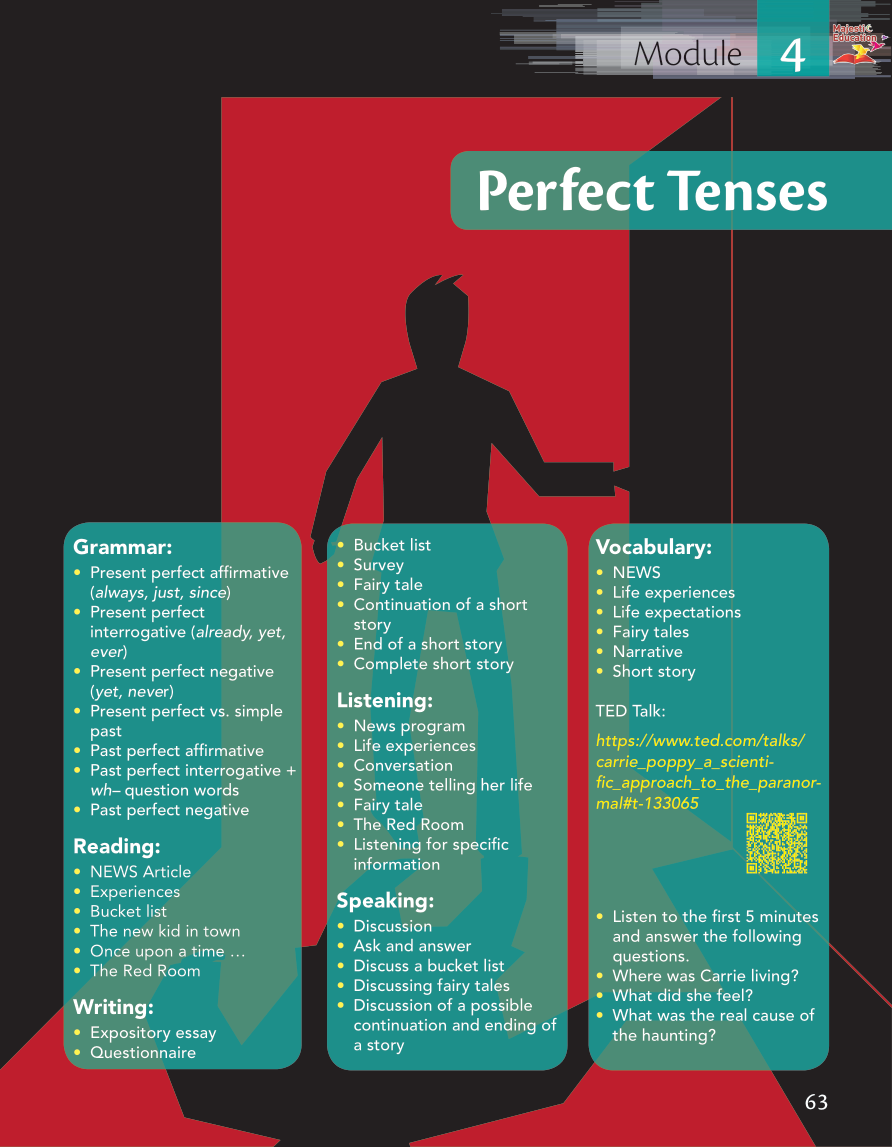 Module 4
Majestic
Education
Perfect Tenses
Grammar:
• Present perfect affirmative
(always, just, since)
• Present perfect
interrogative (already, yet,
ever)
• Present perfect negative
(yet, never)
• Present perfect vs. simple
past
• Past perfect affirmative
• Past perfect interrogative +
wh– question words
• Past perfect negative
Reading:
• NEWS Article
• Experiences
• Bucket list
• The new kid in town
• Once upon a time …
• The Red Room
Writing:
• Expository essay
• Questionnaire
• Bucket list
• Survey
• Fairy tale
• Continuation of a short
story
• End of a short story
• Complete short story
Listening:
• News program
• Life experiences
• Conversation
• Someone telling her life
• Fairy tale
• The Red Room
• Listening for specific
information
Speaking:
• Discussion
• Ask and answer
• Discuss a bucket list
• Discussing fairy tales
• Discussion of a possible
continuation and ending of
a story
Vocabulary:
• NEWS
• Life experiences
• Life expectations
• Fairy tales
• Narrative
• Short story
TED Talk:
https://www.ted.com/talks/
carrie_poppy_a_scienti-
fic_approach_to_the_paranor-
mal#t-133065
• Listen to the first 5 minutes
and answer the following
questions.
• Where was Carrie living?
• What did she feel?
• What was the real cause of
the haunting?
63